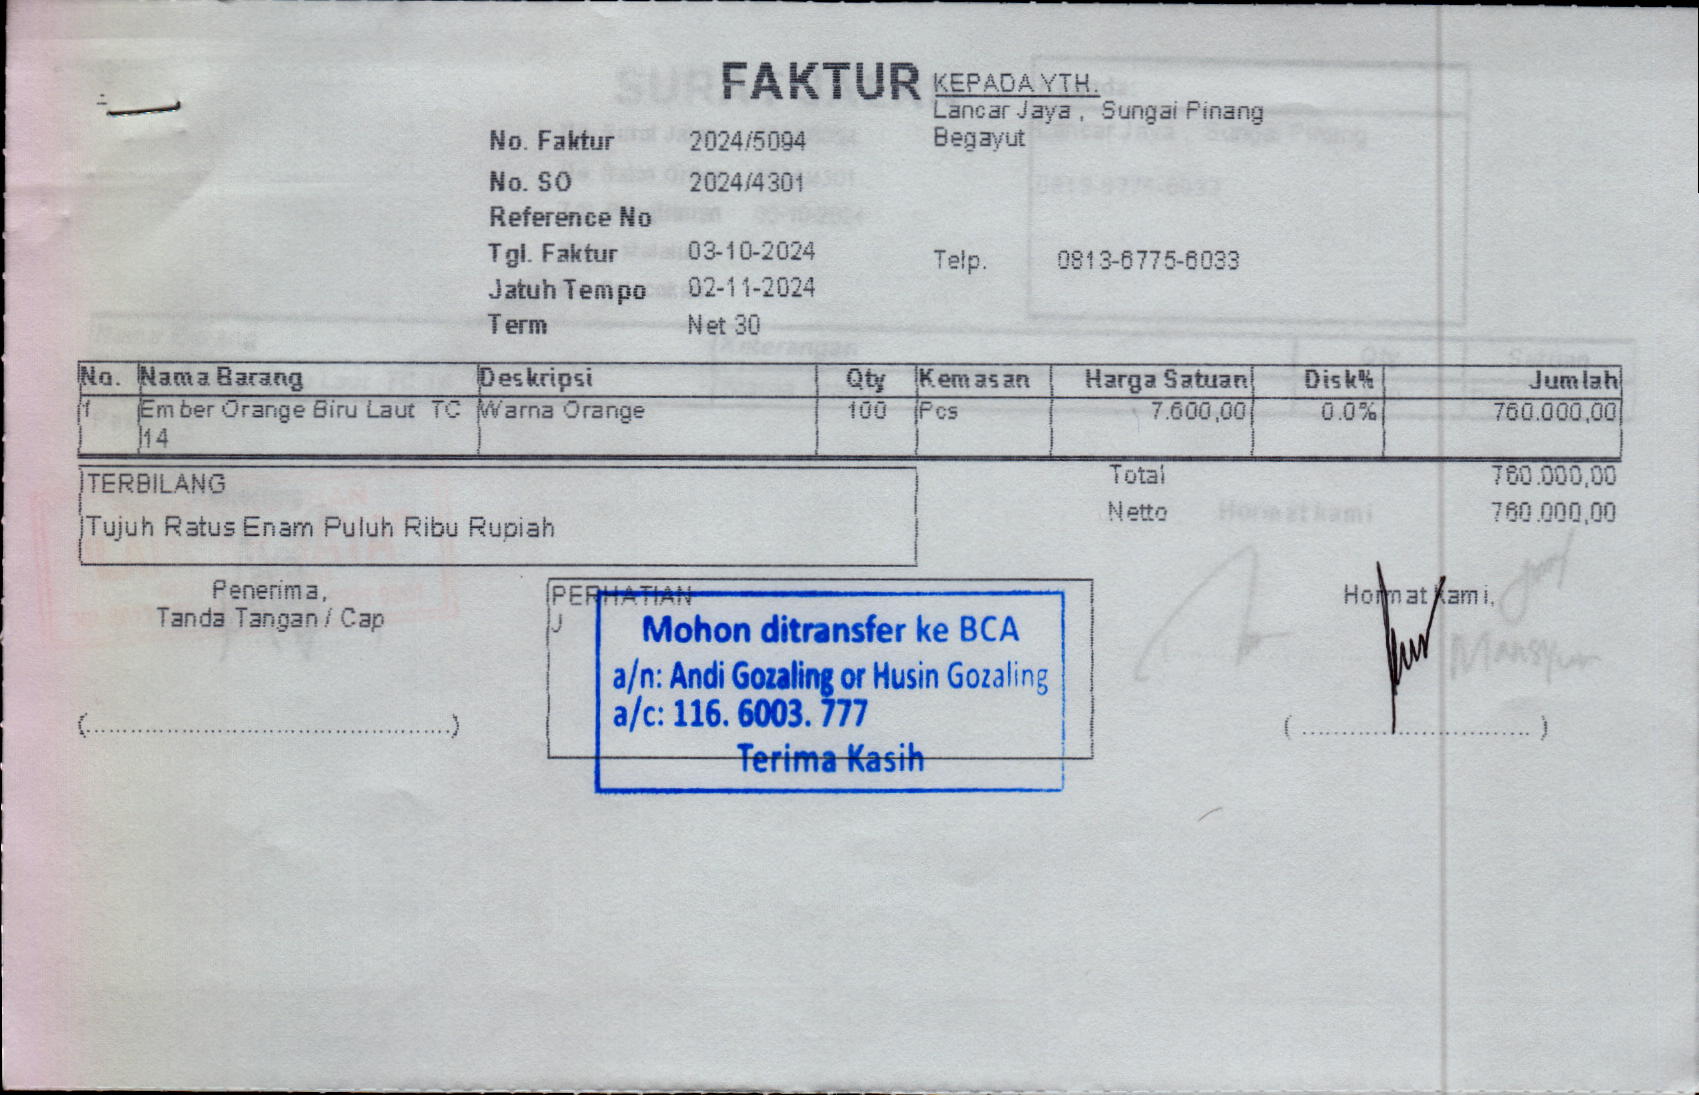 FAKTUR
KEPADA YTH.
Lancar Jaya , Sungai Pinang
Begayut
No. Faktur 2024/5094
No. SO 2024/4301
Reference No
Tgl. Faktur 03-10-2024
Telp. 0813-6775-6033
Jatuh Tempo 02-11-2024
Term Net 30
No. Nama Barang Deskripsi Qty Kemasan Harga Satuan Disk% Jumlah
1 Ember Orange Biru Laut TC Warna Orange 100 Pcs 7.600,00 0.0% 760.000,00
14
TERBILANG Total 760.000,00
Tujuh Ratus Enam Puluh Ribu Rupiah Netto 760.000,00
Penerima,
Tanda Tangan / Cap
PERHATIAN
J
Mohon ditransfer ke BCA
a/n: Andi Gozaling or Husin Gozaling
a/c: 116. 6003. 777
Terima Kasih
Hormat Kami,
(..............................................)
( ............................. )